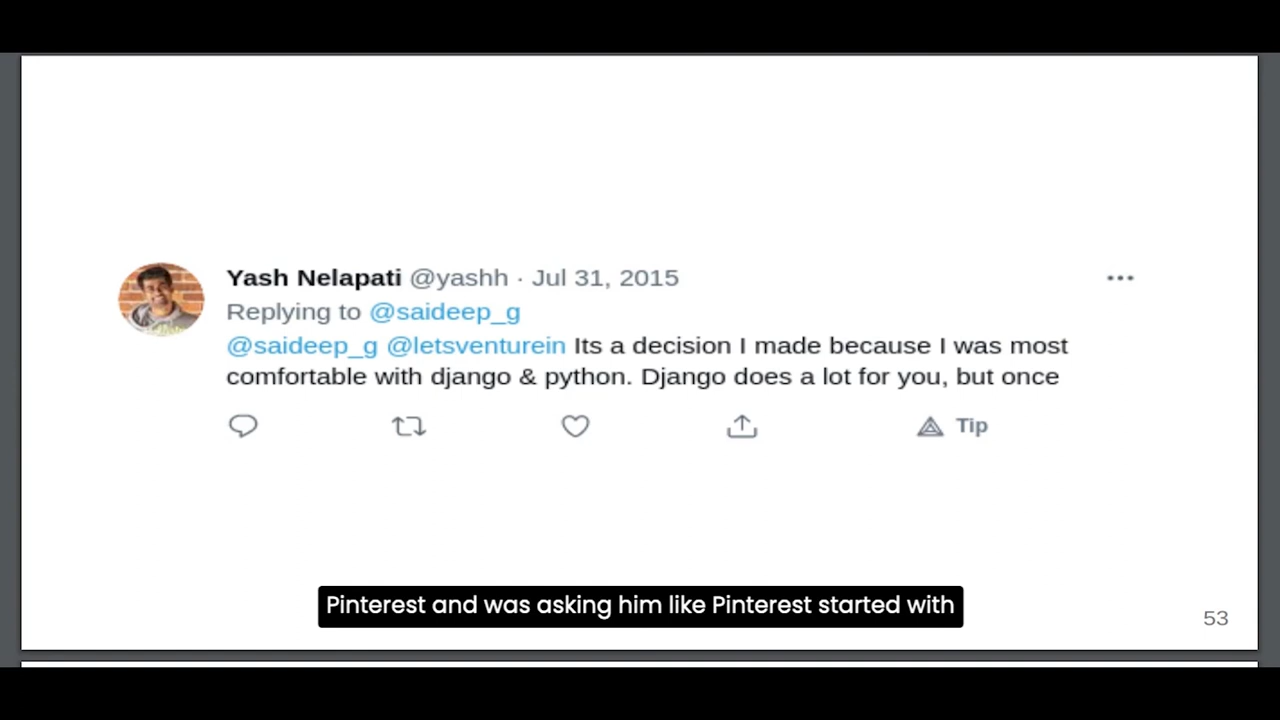 Yash Nelapati @yashh · Jul 31, 2015
Replying to @saideep_g
@saideep_g @letsventurein Its a decision I made because I was most
comfortable with django & python. Django does a lot for you, but once
Tip
Pinterest and was asking him like Pinterest started with
53